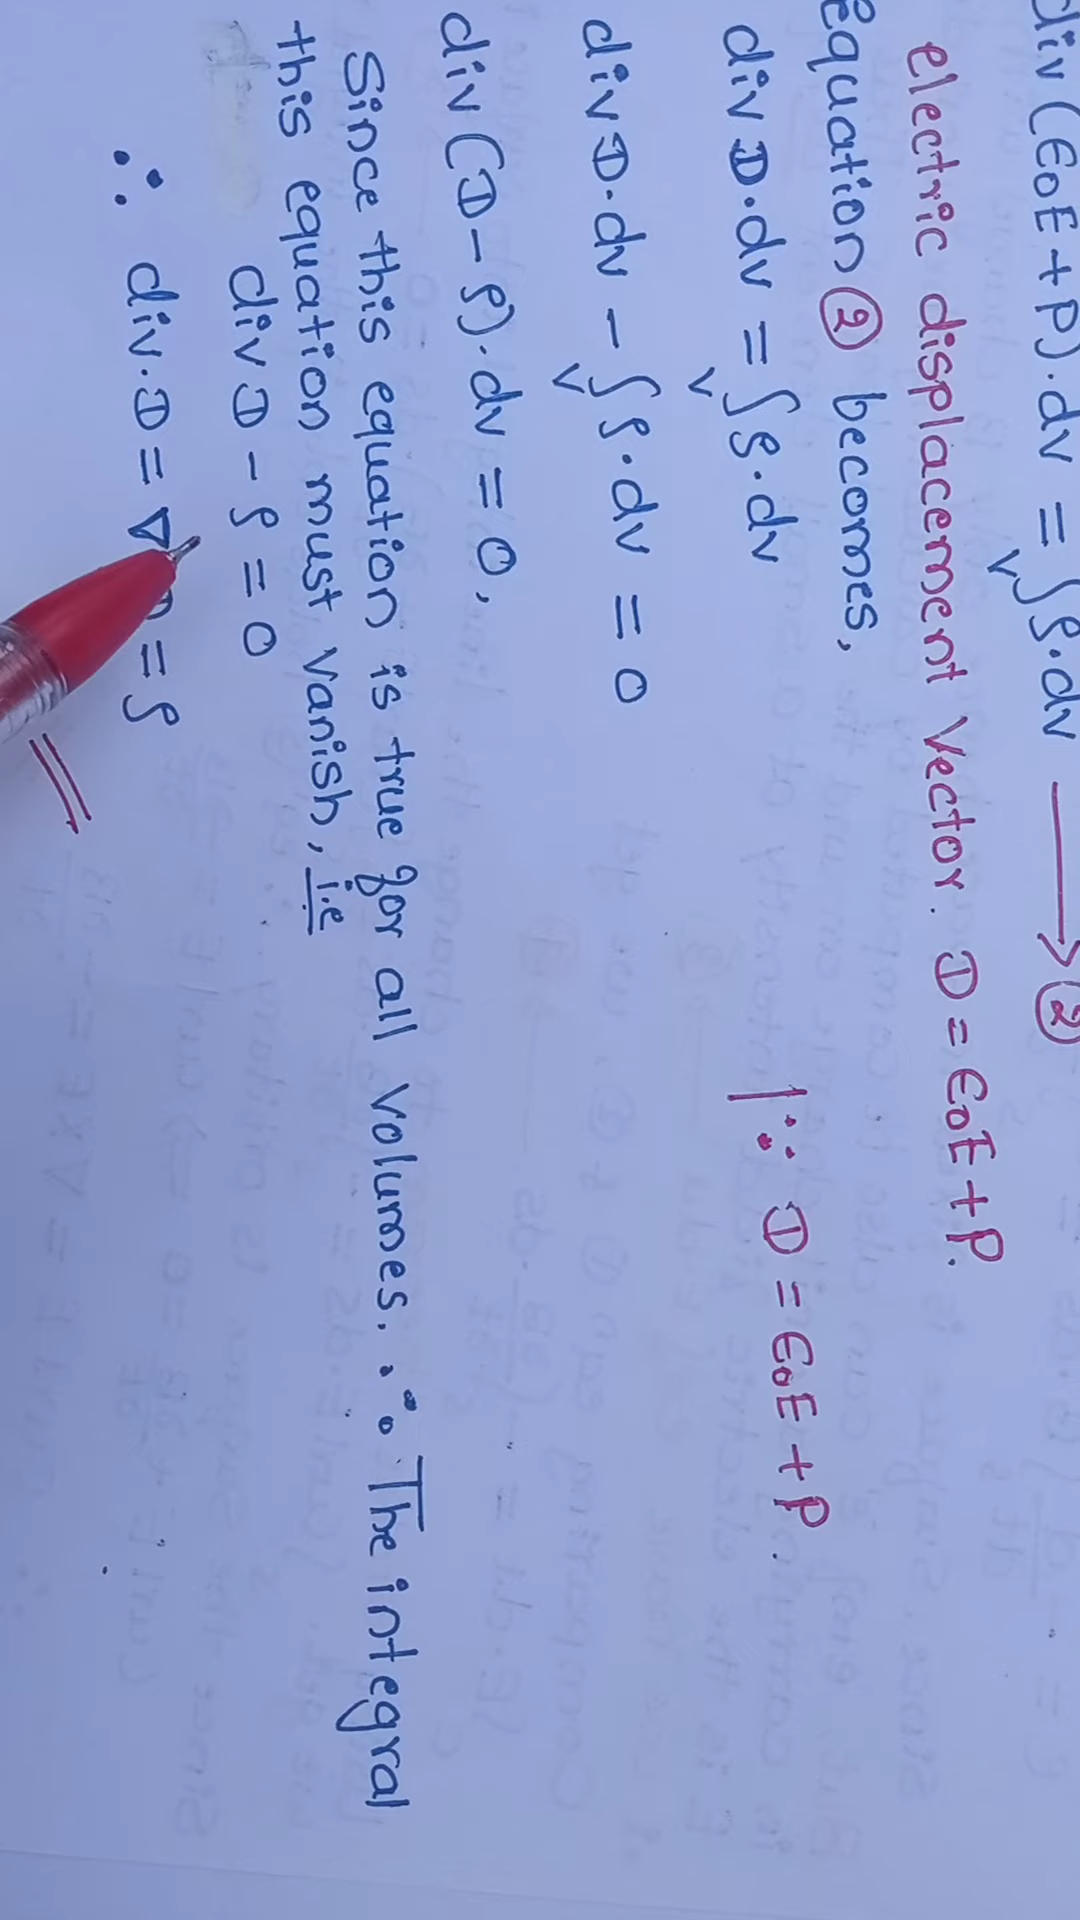 div (ϵ₀E + P).dv = ∫ᵥ ρ.dv ⟶ ②
electric displacement Vector. D = ϵ₀E + P.
equation ② becomes,
div D.dv = ∫ᵥ ρ.dv |∵ D = ϵ₀E + P.
div D.dv - ∫ᵥ ρ.dv = 0
div (D - ρ).dv = 0,
Since this equation is true for all volumes. ∴ The integral
this equation must vanish, i.e
div D - ρ = 0
∴ div.D = ∇ = ρ